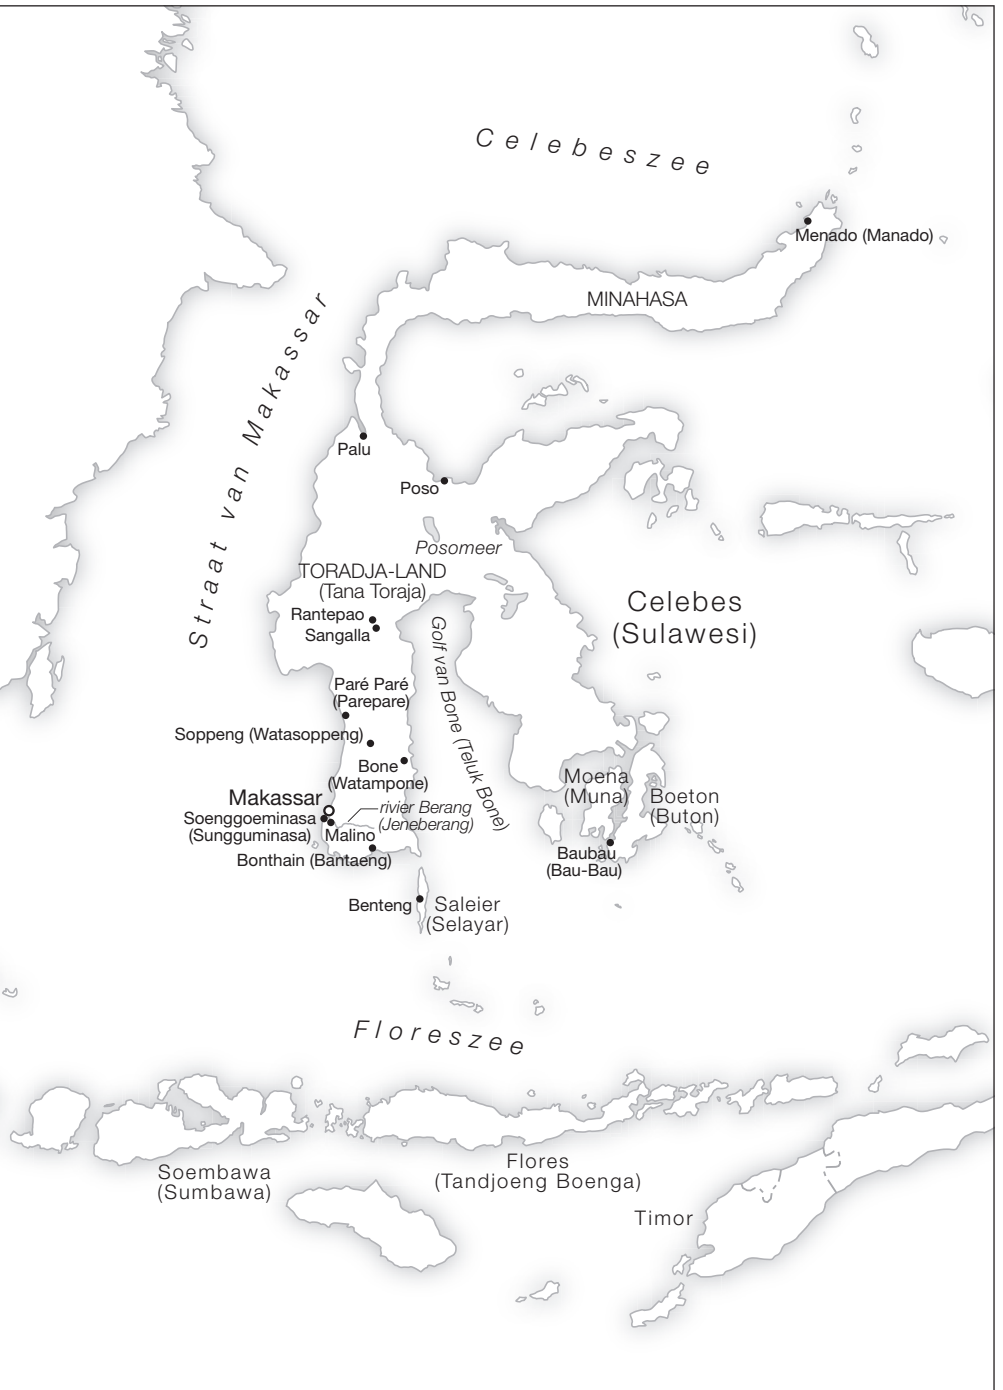 Celebeszee
Menado (Manado)
MINAHASA
Straat van Makassar
Palu
Poso
Posomeer
TORADJA-LAND
(Tana Toraja)
Rantepao
Sangalla
Celebes
(Sulawesi)
Golf van Bone (Teluk Bone)
Paré Paré
(Parepare)
Soppeng (Watasoppeng)
Bone
(Watampone)
Moena
(Muna)
Boeton
(Buton)
Makassar
rivier Berang
(Jeneberang)
Soenggoeminasa
(Sungguminasa)
Malino
Bonthain (Bantaeng)
Baubau
(Bau-Bau)
Benteng
Saleier
(Selayar)
Floreszee
Soembawa
(Sumbawa)
Flores
(Tandjoeng Boenga)
Timor